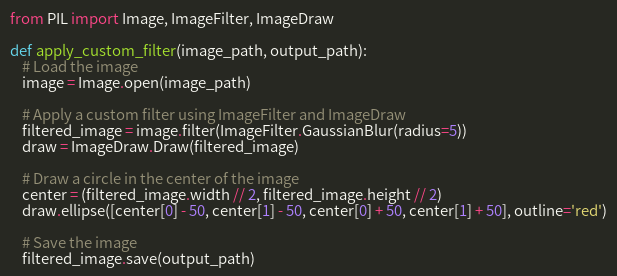 from PIL import Image, ImageFilter, ImageDraw

def apply_custom_filter(image_path, output_path):
    # Load the image
    image = Image.open(image_path)

    # Apply a custom filter using ImageFilter and ImageDraw
    filtered_image = image.filter(ImageFilter.GaussianBlur(radius=5))
    draw = ImageDraw.Draw(filtered_image)

    # Draw a circle in the center of the image
    center = (filtered_image.width // 2, filtered_image.height // 2)
    draw.ellipse([center[0] - 50, center[1] - 50, center[0] + 50, center[1] + 50], outline='red')

    # Save the image
    filtered_image.save(output_path)